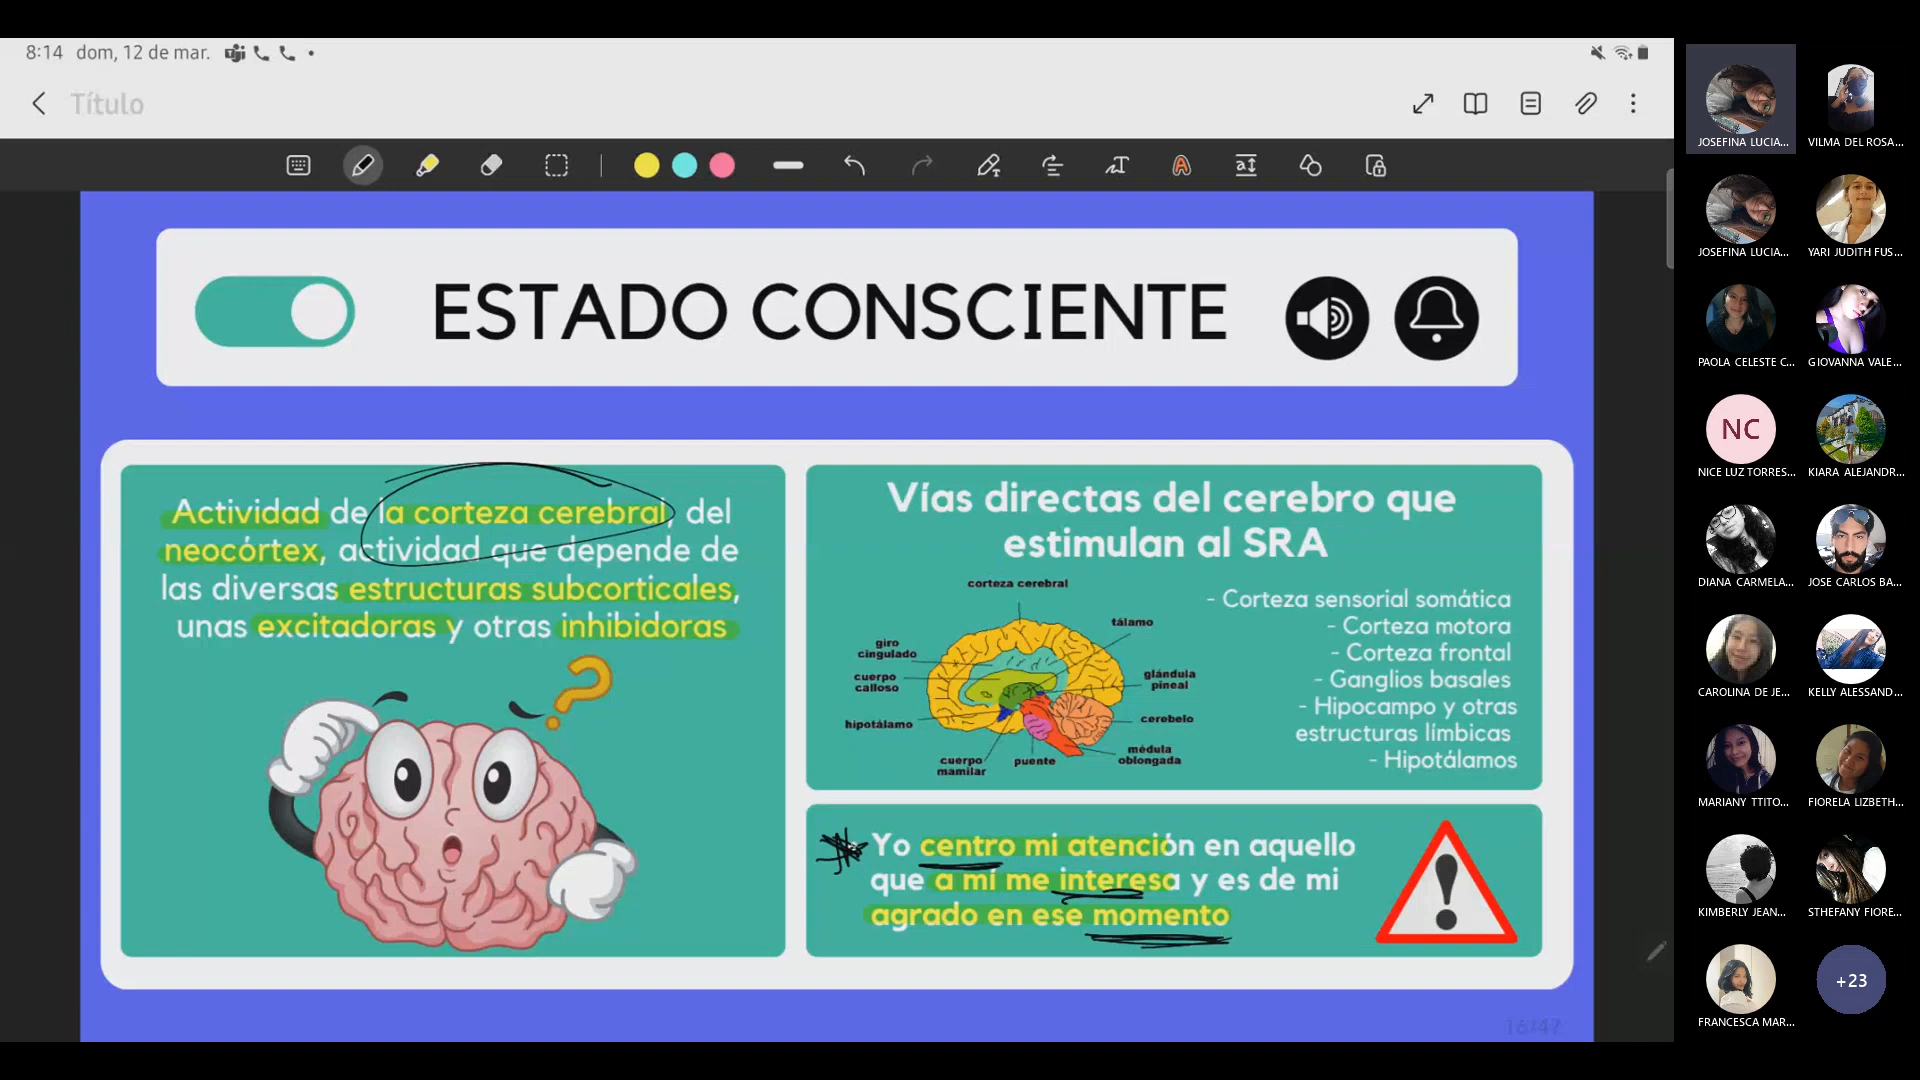 8:14 dom, 12 de mar.
Título
ESTADO CONSCIENTE
Actividad de la corteza cerebral, del
neocórtex, actividad que depende de
las diversas estructuras subcorticales,
unas excitadoras y otras inhibidoras
Vías directas del cerebro que
estimulan al SRA
corteza cerebral
tálamo
giro
cingulado
cuerpo
calloso
glándula
pineal
hipotálamo
cerebelo
cuerpo
mamilar
puente
médula
oblongada
- Corteza sensorial somática
- Corteza motora
- Corteza frontal
- Ganglios basales
- Hipocampo y otras
estructuras límbicas
- Hipotálamos
Yo centro mi atención en aquello
que a mí me interesa y es de mi
agrado en ese momento
16/47
JOSEFINA LUCIA...
VILMA DEL ROSA...
JOSEFINA LUCIA...
YARI JUDITH FUS...
PAOLA CELESTE C...
GIOVANNA VALE...
NC
NICE LUZ TORRES...
KIARA ALEJANDR...
DIANA CARMELA...
JOSE CARLOS BA...
CAROLINA DE JE...
KELLY ALESSAND...
MARIANY TTITO...
FIORELA LIZBETH...
KIMBERLY JEAN...
STHEFANY FIORE...
FRANCESCA MAR...
+23